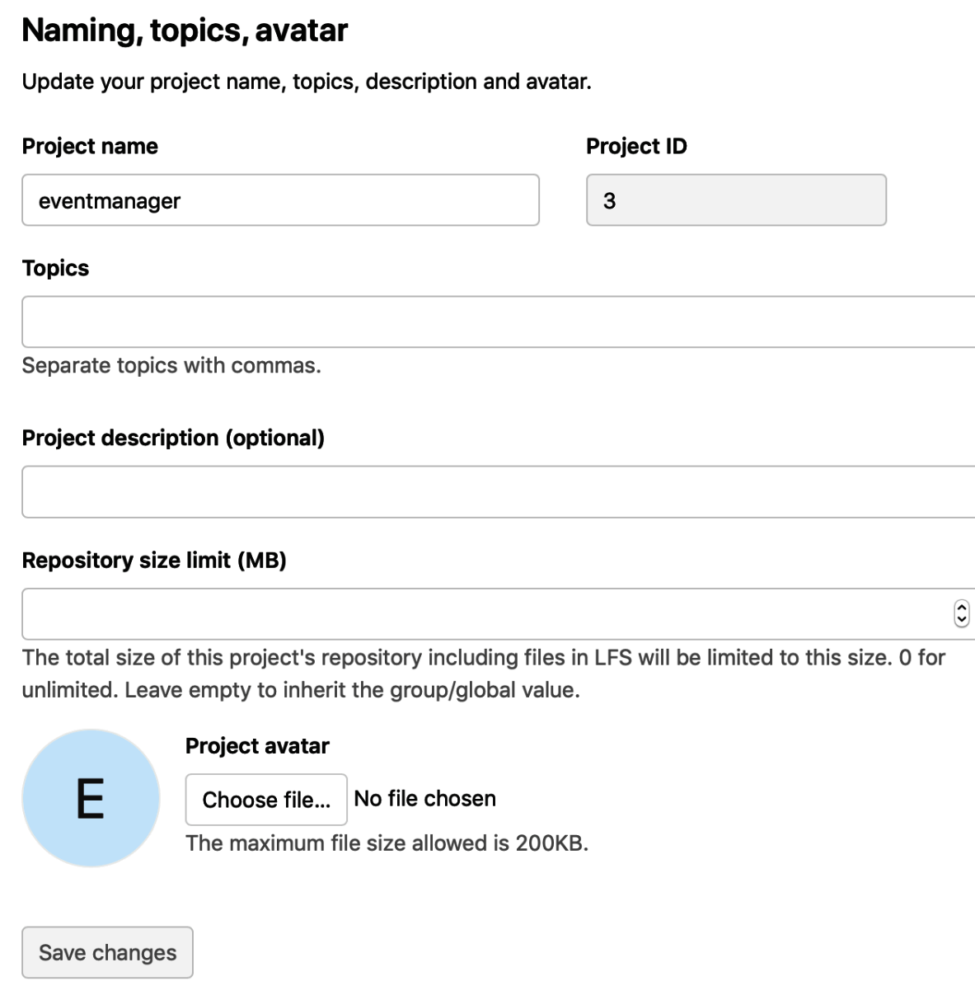 Naming, topics, avatar
Update your project name, topics, description and avatar.
Project name
Project ID
eventmanager
3
Topics
Separate topics with commas.
Project description (optional)
Repository size limit (MB)
The total size of this project's repository including files in LFS will be limited to this size. 0 for
unlimited. Leave empty to inherit the group/global value.
E
Project avatar
Choose file... No file chosen
The maximum file size allowed is 200KB.
Save changes